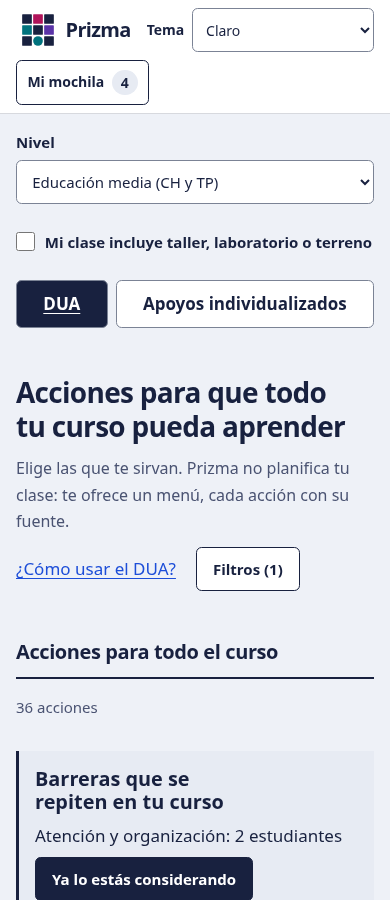 Prizma
Tema
Claro
Mi mochila 4
Nivel
Educación media (CH y TP)
Mi clase incluye taller, laboratorio o terreno
DUA
Apoyos individualizados
Acciones para que todo
tu curso pueda aprender
Elige las que te sirvan. Prizma no planifica tu
clase: te ofrece un menú, cada acción con su
fuente.
¿Cómo usar el DUA?
Filtros (1)
Acciones para todo el curso
36 acciones
Barreras que se
repiten en tu curso
Atención y organización: 2 estudiantes
Ya lo estás considerando